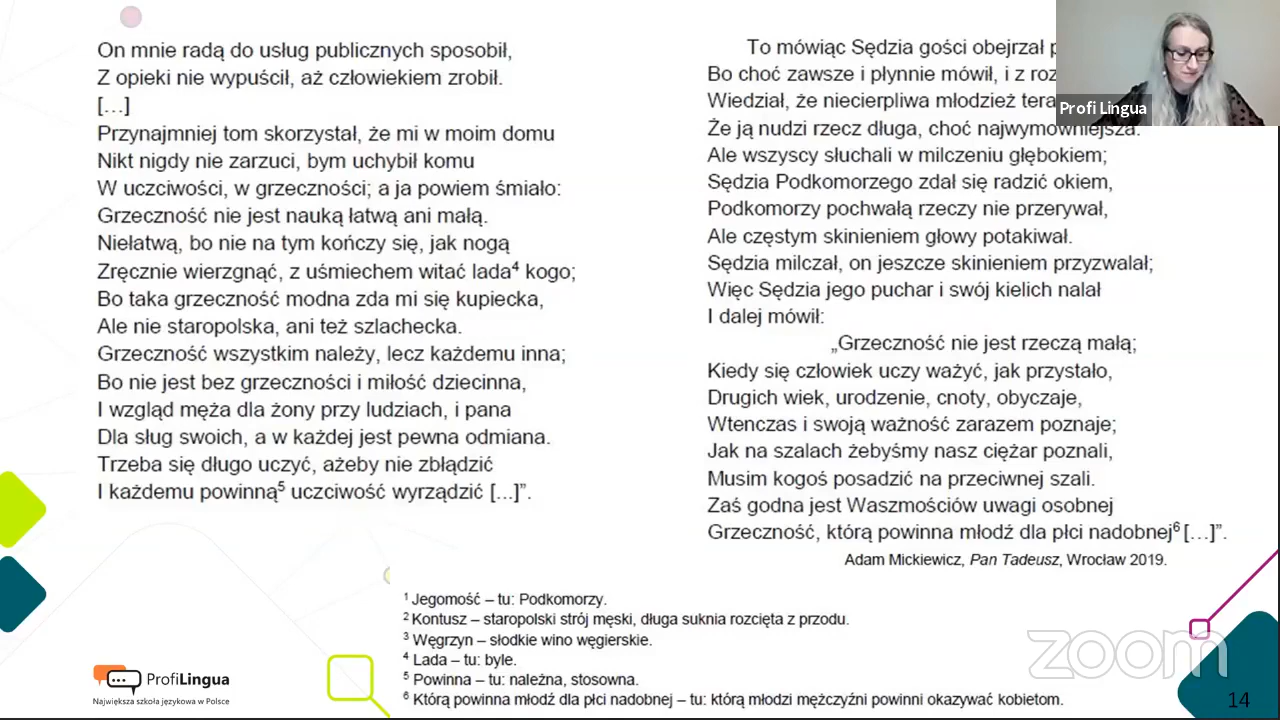 On mnie radą do usług publicznych sposobił,
Z opieki nie wypuścił, aż człowiekiem zrobił.
[…]
Przynajmniej tom skorzystał, że mi w moim domu
Nikt nigdy nie zarzuci, bym uchybił komu
W uczciwości, w grzeczności; a ja powiem śmiało:
Grzeczność nie jest nauką łatwą ani małą.
Niełatwą, bo nie na tym kończy się, jak nogą
Zręcznie wierzgnąć, z uśmiechem witać lada⁴ kogo;
Bo taka grzeczność modna zda mi się kupiecka,
Ale nie staropolska, ani też szlachecka.
Grzeczność wszystkim należy, lecz każdemu inna;
Bo nie jest bez grzeczności i miłość dziecinna,
I wzgląd męża dla żony przy ludziach, i pana
Dla sług swoich, a w każdej jest pewna odmiana.
Trzeba się długo uczyć, ażeby nie zbłądzić
I każdemu powinną⁵ uczciwość wyrządzić [...]”.
To mówiąc Sędzia gości obejrzał
Bo choć zawsze i płynnie mówił, i z
Wiedział, że niecierpliwa młodzież
Że ją nudzi rzecz długa, choć najwymowniejsza.
Ale wszyscy słuchali w milczeniu głębokiem;
Sędzia Podkomorzego zdał się radzić okiem,
Podkomorzy pochwałą rzeczy nie przerywał,
Ale częstym skinieniem głowy potakiwał.
Sędzia milczał, on jeszcze skinieniem przyzwalał;
Więc Sędzia jego puchar i swój kielich nalał
I dalej mówił:
„Grzeczność nie jest rzeczą małą;
Kiedy się człowiek uczy ważyć, jak przystało,
Drugich wiek, urodzenie, cnoty, obyczaje,
Wtenczas i swoją ważność zarazem poznaje;
Jak na szalach żebyśmy nasz ciężar poznali,
Musim kogoś posadzić na przeciwnej szali.
Zaś godna jest Waszmościów uwagi osobnej
Grzeczność, którą powinna młodź dla płci nadobnej⁶ […]”.
Adam Mickiewicz, Pan Tadeusz, Wrocław 2019.
¹ Jegomość – tu: Podkomorzy.
² Kontusz – staropolski strój męski, długa suknia rozcięta z przodu.
³ Węgrzyn – słodkie wino węgierskie.
⁴ Lada – tu: byle.
⁵ Powinna – tu: należna, stosowna.
⁶ Którą powinna młodź dla płci nadobnej – tu: którą młodzi mężczyźni powinni okazywać kobietom.
Profi Lingua
ProfiLingua
Największa szkoła językowa w Polsce
zoom
14